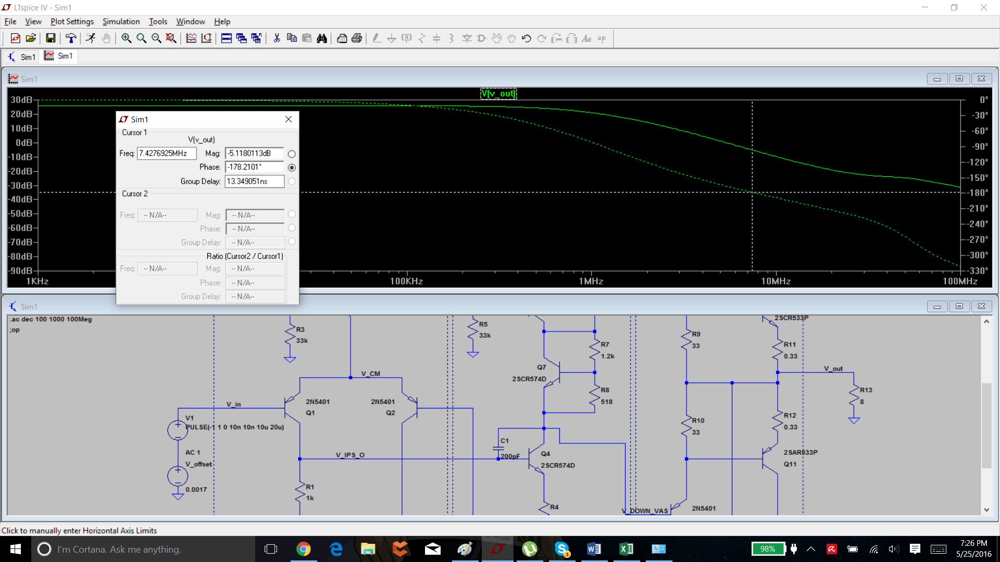 LTspice IV - Sim1
File View Plot Settings Simulation Tools Window Help
Sim1 Sim1
Sim1
V(v_out)
30dB
20dB
10dB
0dB
-10dB
-20dB
-30dB
-40dB
-50dB
-60dB
-70dB
-80dB
-90dB
0°
-30°
-60°
-90°
-120°
-150°
-180°
-210°
-240°
-270°
-300°
-330°
1KHz 100KHz 1MHz 10MHz 100MHz
Sim1
Cursor 1
V(v_out)
Freq: 7.4276925MHz Mag: -5.1180113dB
Phase: -178.2101°
Group Delay: 13.349051ns
Cursor 2
Freq: -- N/A-- Mag: -- N/A--
Phase: -- N/A--
Group Delay: -- N/A--
Ratio (Cursor2 / Cursor1)
Freq: -- N/A-- Mag: -- N/A--
Phase: -- N/A--
Group Delay: -- N/A--
Sim1
.ac dec 100 1000 100Meg
;op
R3
33k
R5
33k
R7
1.2k
R9
33
2SCR533P
R11
0.33
Q7
2SCR574D
V_CM
V_out
R8
518
R13
8
V_in
2N5401
Q1
2N5401
Q2
V1
PULSE(-1 1 0 10n 10n 10u 20u)
R10
33
R12
0.33
AC 1
V_offset
0.0017
V_IPS_O
C1
200pF
Q4
2SCR574D
2SAR533P
Q11
R1
1k
R4
V_DOWN_VAS
2N5401
Click to manually enter Horizontal Axis Limits
I'm Cortana. Ask me anything.
98%
7:26 PM
5/25/2016